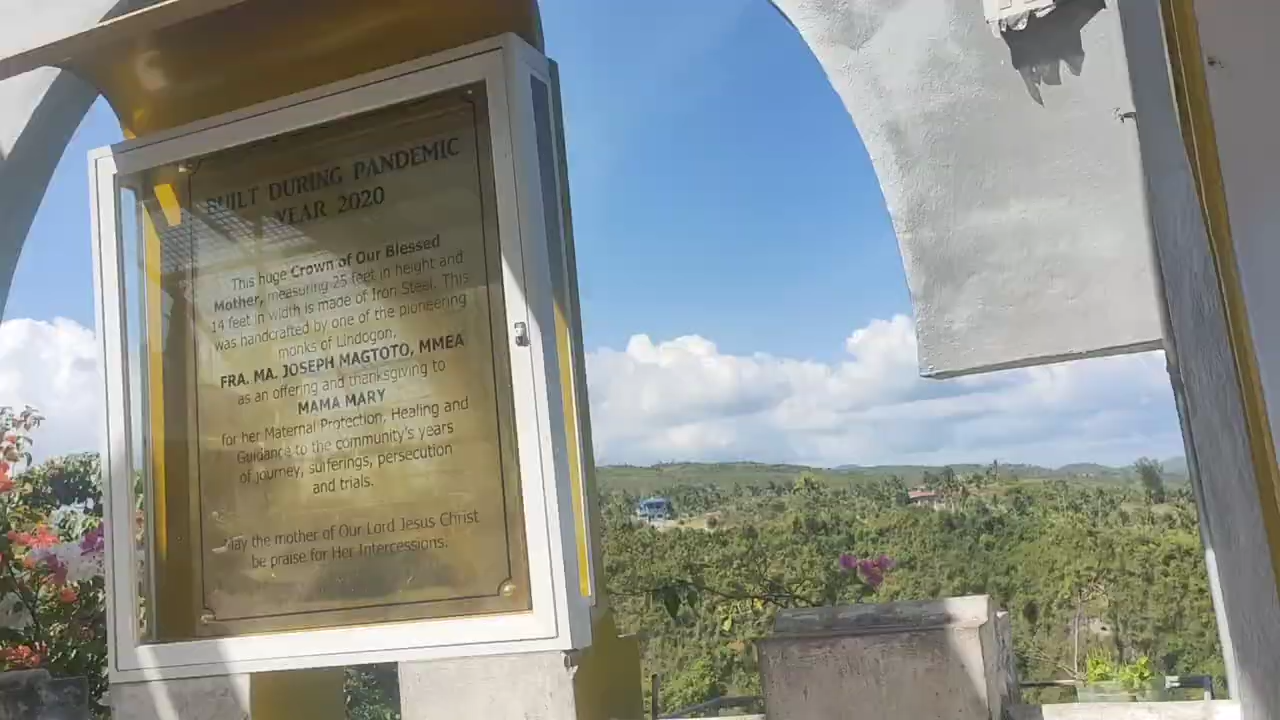 BUILT DURING PANDEMIC
YEAR 2020
This huge Crown of Our Blessed
Mother, measuring 25 feet in height and
14 feet in width is made of Iron Steel. This
was handcrafted by one of the pioneering
monks of Lindogon,
FRA. MA. JOSEPH MAGTOTO, MMEA
as an offering and thanksgiving to
MAMA MARY
for her Maternal Protection, Healing and
Guidance to the community's years
of journey, sufferings, persecution
and trials.
May the mother of Our Lord Jesus Christ
be praise for Her Intercessions.